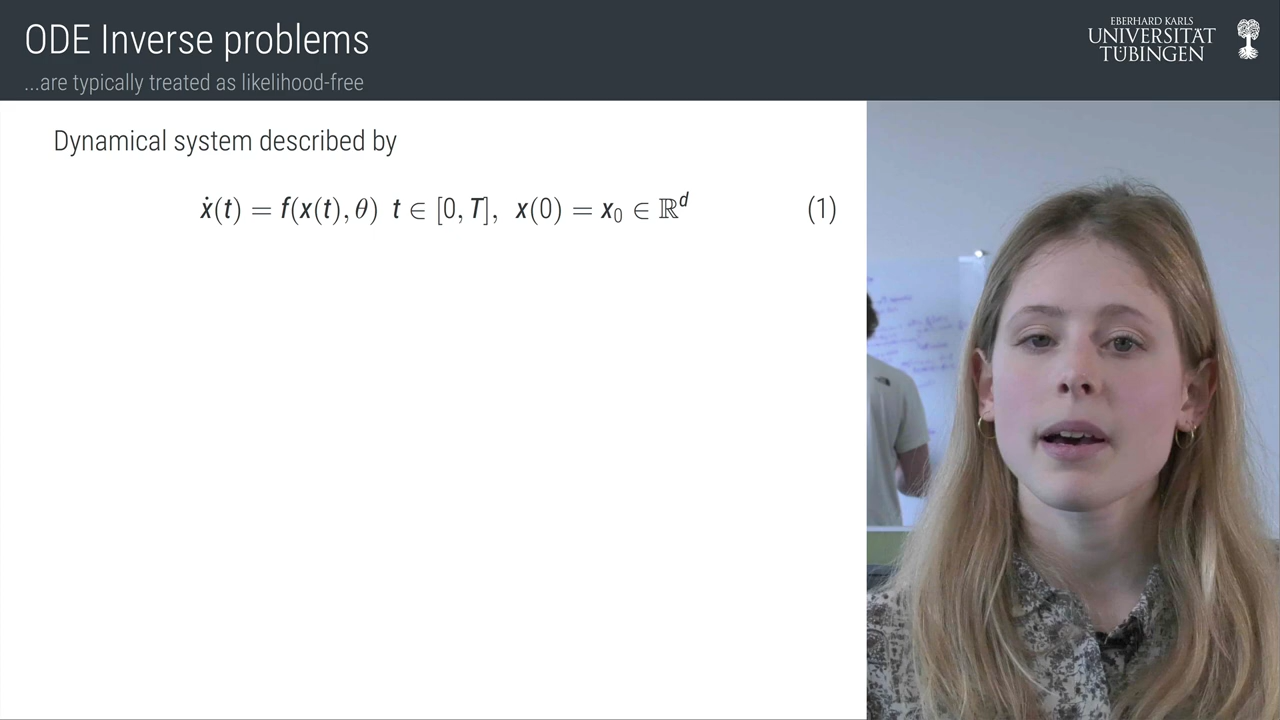 ODE Inverse problems
...are typically treated as likelihood-free
EBERHARD KARLS
UNIVERSITÄT
TÜBINGEN
Dynamical system described by
ẋ(t) = f(x(t), θ) t ∈ [0, T], x(0) = x₀ ∈ ℝᵈ (1)